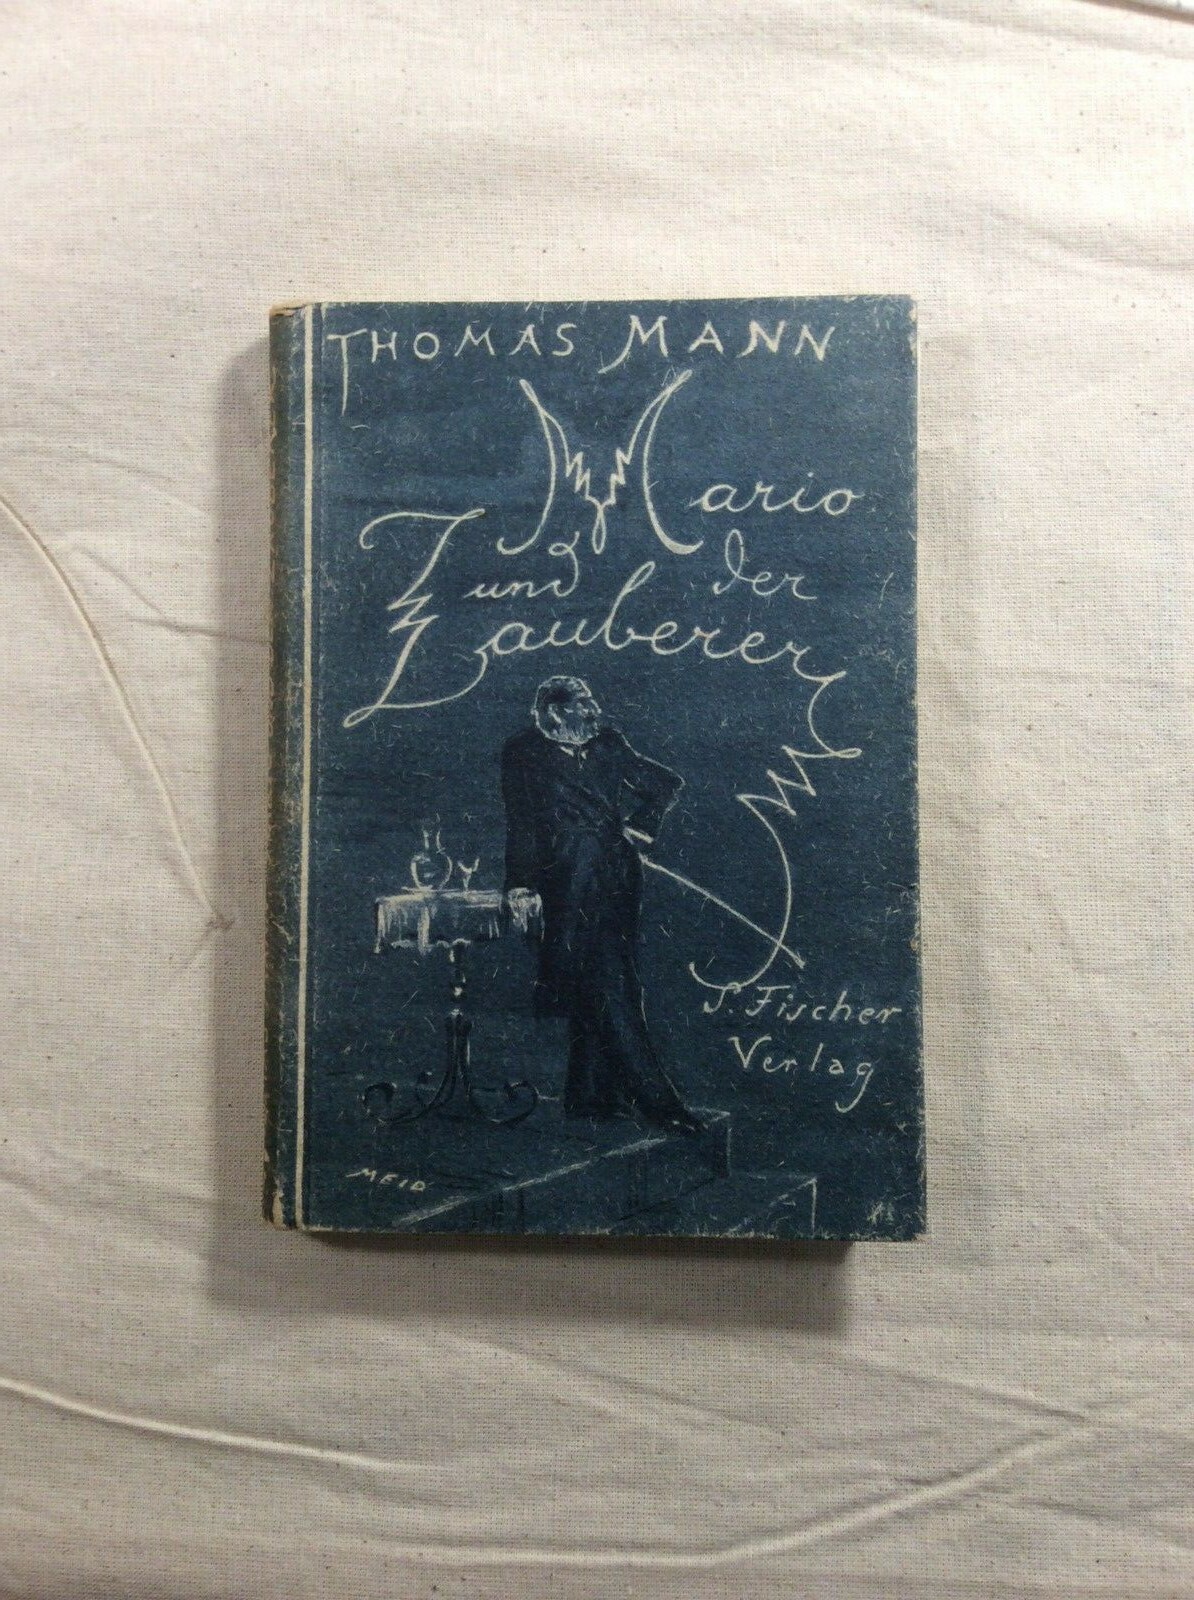 THOMAS MANN
Mario
und der
Zauberer
S. Fischer
Verlag
MEID